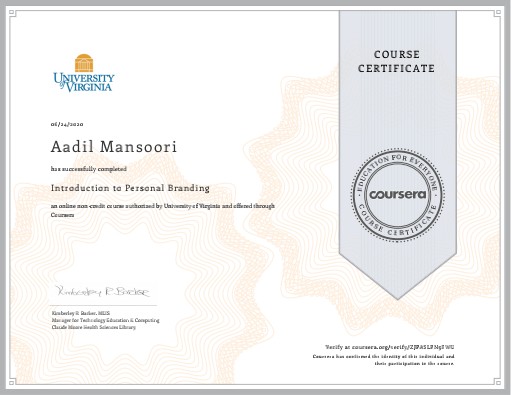 COURSE
CERTIFICATE
UNIVERSITY
of VIRGINIA
06/24/2020
Aadil Mansoori
has successfully completed
Introduction to Personal Branding
an online non-credit course authorized by University of Virginia and offered through
Coursera
EDUCATION FOR EVERYONE
coursera
COURSE CERTIFICATE
Kimberley R. Barker
Kimberley R. Barker, MLIS
Manager for Technology Education & Computing
Claude Moore Health Sciences Library
Verify at coursera.org/verify/
Coursera has confirmed the identity of this individual and
their participation in the course.